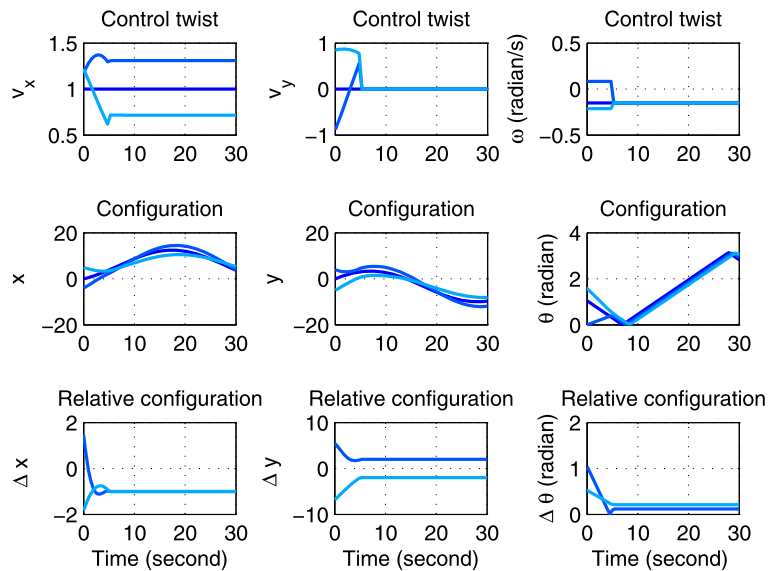 Control twist Control twist Control twist
1.5 1 0.5
v_x 1 v_y 0 ω (radian/s) 0
0.5 −1 −0.5
0 10 20 30 0 10 20 30 0 10 20 30
Configuration Configuration Configuration
20 20 4
x 0 y 0 θ (radian) 2
−20 −20 0
0 10 20 30 0 10 20 30 0 10 20 30
Relative configuration Relative configuration Relative configuration
2 10 2
Δ x 0 Δ y 0 Δ θ (radian) 1
−2 −10 0
0 10 20 30 0 10 20 30 0 10 20 30
Time (second) Time (second) Time (second)